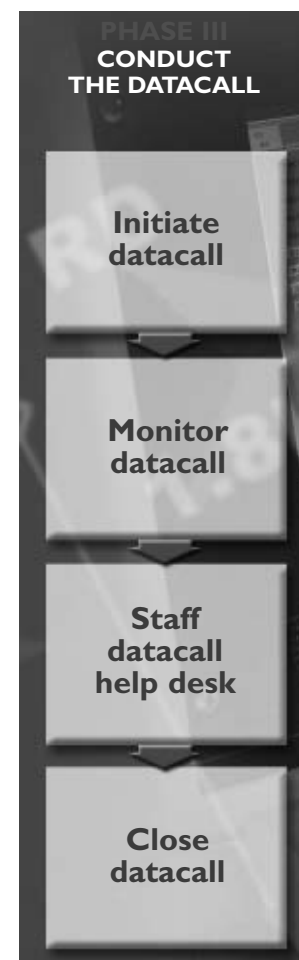 PHASE III
CONDUCT
THE DATACALL
Initiate
datacall
Monitor
datacall
Staff
datacall
help desk
Close
datacall